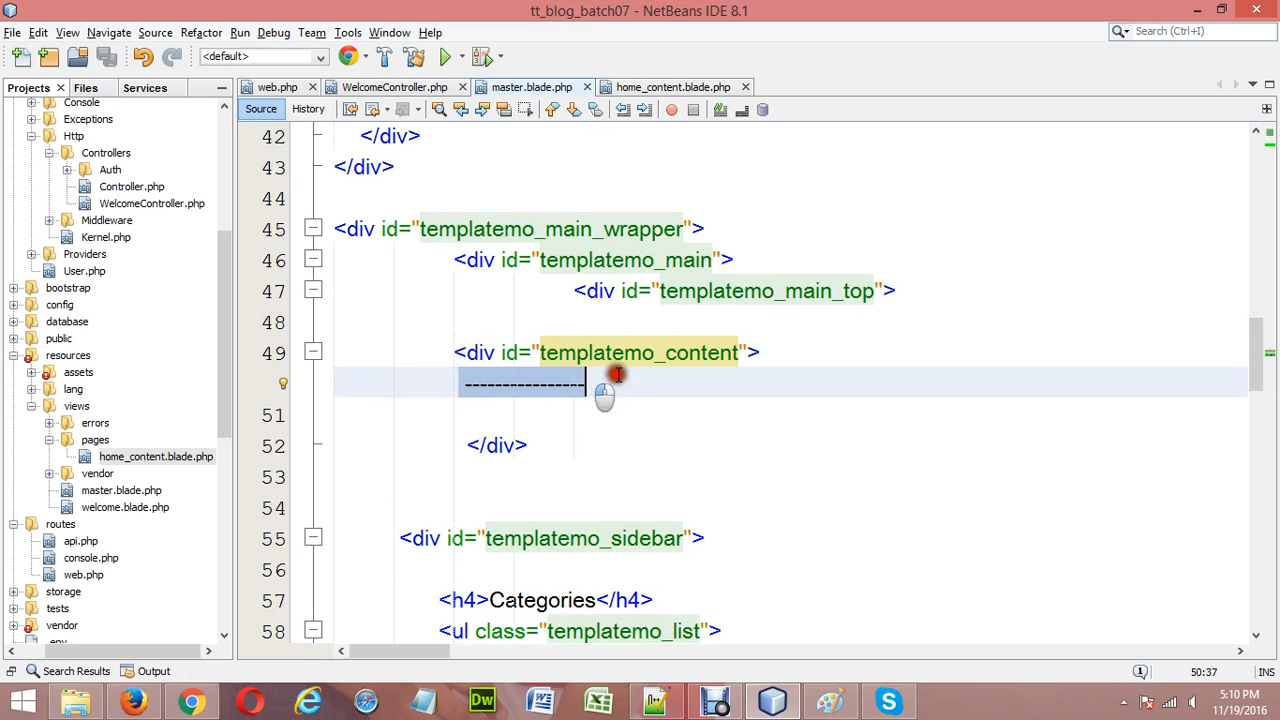 tt_blog_batch07 - NetBeans IDE 8.1
File Edit View Navigate Source Refactor Run Debug Team Tools Window Help
Search (Ctrl+I)
<default>
Projects Files Services
web.php WelcomeController.php master.blade.php home_content.blade.php
Source History
Console
Exceptions
Http
Controllers
Auth
Controller.php
WelcomeController.php
Middleware
Kernel.php
Providers
User.php
bootstrap
config
database
public
resources
assets
lang
views
errors
pages
home_content.blade.php
vendor
master.blade.php
welcome.blade.php
routes
api.php
console.php
web.php
storage
tests
vendor
.env
42 </div>
43 </div>
44
45 <div id="templatemo_main_wrapper">
46 <div id="templatemo_main">
47 <div id="templatemo_main_top">
48
49 <div id="templatemo_content">
----------------
51
52 </div>
53
54
55 <div id="templatemo_sidebar">
56
57 <h4>Categories</h4>
58 <ul class="templatemo_list">
Search Results Output
1
50:37 INS
Dw
5:10 PM
11/19/2016